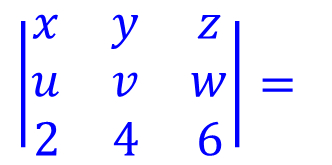 |x y z|
|u v w| =
|2 4 6|